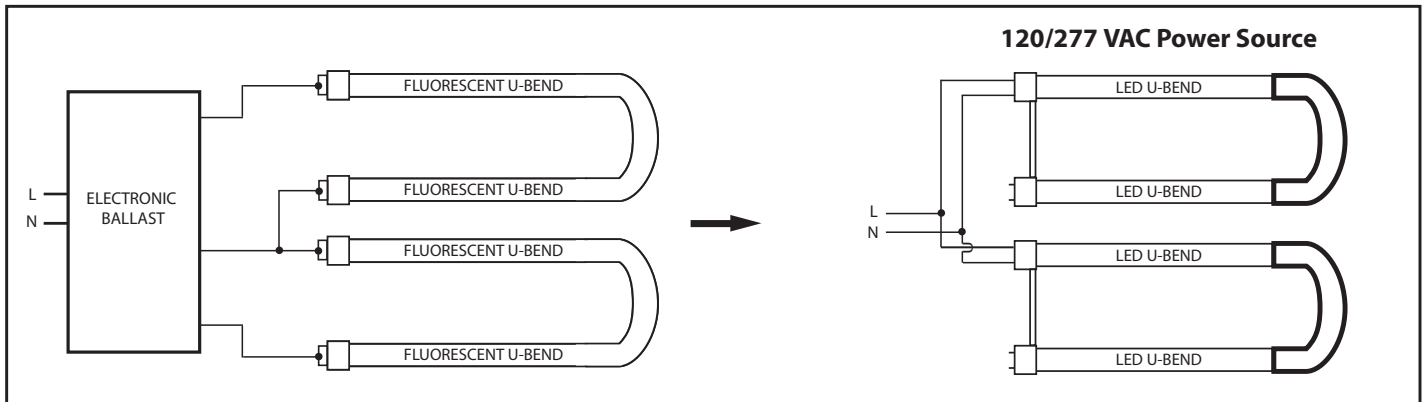 120/277 VAC Power Source
FLUORESCENT U-BEND
FLUORESCENT U-BEND
FLUORESCENT U-BEND
FLUORESCENT U-BEND
L
N
ELECTRONIC
BALLAST
LED U-BEND
LED U-BEND
LED U-BEND
LED U-BEND
L
N